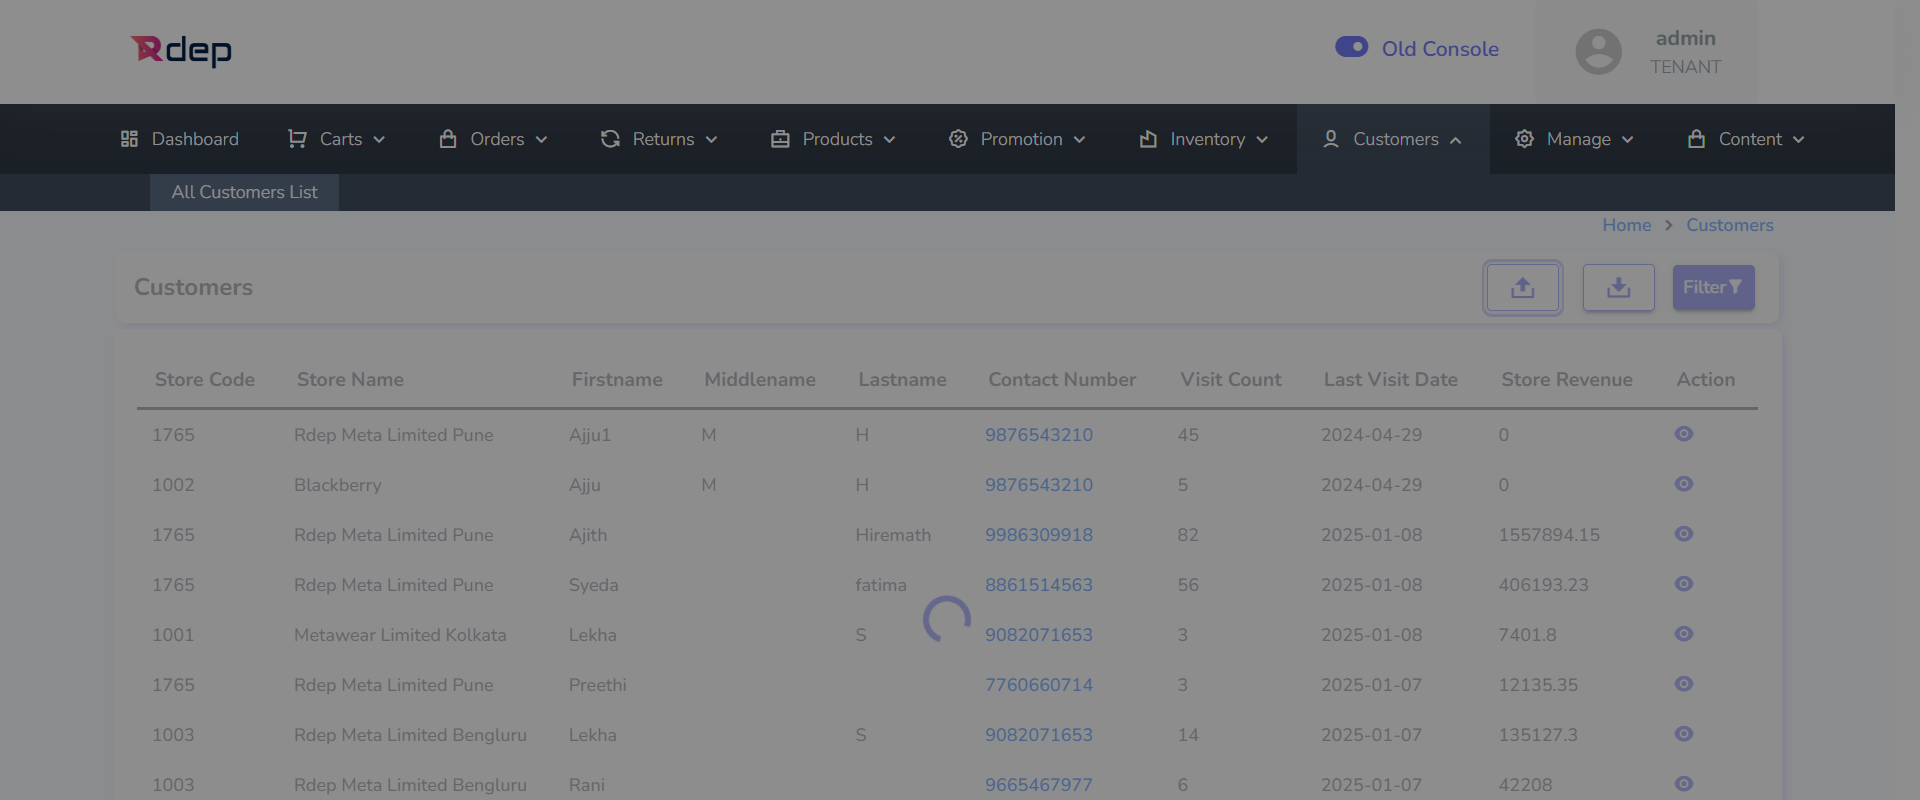 Rdep
Old Console
admin
TENANT
Dashboard Carts Orders Returns Products Promotion Inventory Customers Manage Content
All Customers List
Home > Customers
Customers
Filter
Store Code Store Name Firstname Middlename Lastname Contact Number Visit Count Last Visit Date Store Revenue Action
1765 Rdep Meta Limited Pune Ajju1 M H 9876543210 45 2024-04-29 0
1002 Blackberry Ajju M H 9876543210 5 2024-04-29 0
1765 Rdep Meta Limited Pune Ajith Hiremath 9986309918 82 2025-01-08 1557894.15
1765 Rdep Meta Limited Pune Syeda fatima 8861514563 56 2025-01-08 406193.23
1001 Metawear Limited Kolkata Lekha S 9082071653 3 2025-01-08 7401.8
1765 Rdep Meta Limited Pune Preethi 7760660714 3 2025-01-07 12135.35
1003 Rdep Meta Limited Bengluru Lekha S 9082071653 14 2025-01-07 135127.3
1003 Rdep Meta Limited Bengluru Rani 9665467977 6 2025-01-07 42208